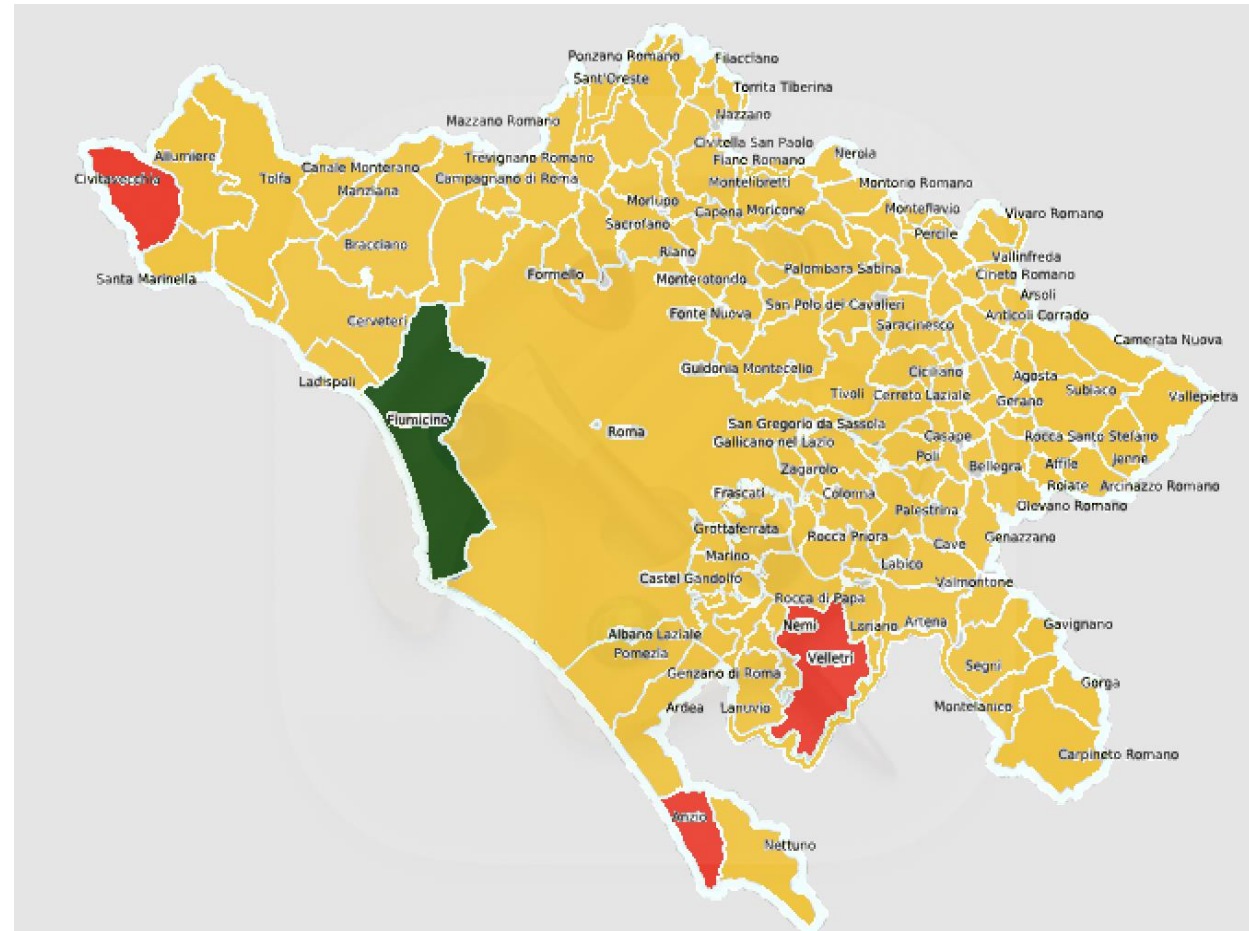 Ponzano Romano
Filacciano
Sant'Oreste
Torrita Tiberina
Nazzano
Mazzano Romano
Civitella San Paolo
Nerola
Allumiere
Trevignano Romano
Fiano Romano
Canale Monterano
Civitavecchia
Tolfa
Campagnano di Roma
Montelibretti
Montorio Romano
Manziana
Morlupo
Capena
Moricone
Monteflavio
Vivaro Romano
Sacrofano
Percile
Bracciano
Riano
Vallinfreda
Santa Marinella
Formello
Monterotondo
Palombara Sabina
Cineto Romano
Arsoli
Cerveteri
Fonte Nuova
San Polo dei Cavalieri
Saracinesco
Anticoli Corrado
Camerata Nuova
Ladispoli
Guidonia Montecelio
Ciciliano
Agosta
Subiaco
Vallepietra
Tivoli
Cerreto Laziale
Gerano
Fiumicino
Roma
San Gregorio da Sassola
Gallicano nel Lazio
Casape
Rocca Santo Stefano
Poli
Zagarolo
Bellegra
Affile
Jenne
Frascati
Colonna
Roiate
Arcinazzo Romano
Palestrina
Olevano Romano
Grottaferrata
Rocca Priora
Cave
Genazzano
Marino
Labico
Castel Gandolfo
Valmontone
Rocca di Papa
Nemi
Lariano
Artena
Gavignano
Albano Laziale
Pomezia
Velletri
Genzano di Roma
Segni
Gorga
Ardea
Lanuvio
Montelanico
Carpineto Romano
Anzio
Nettuno